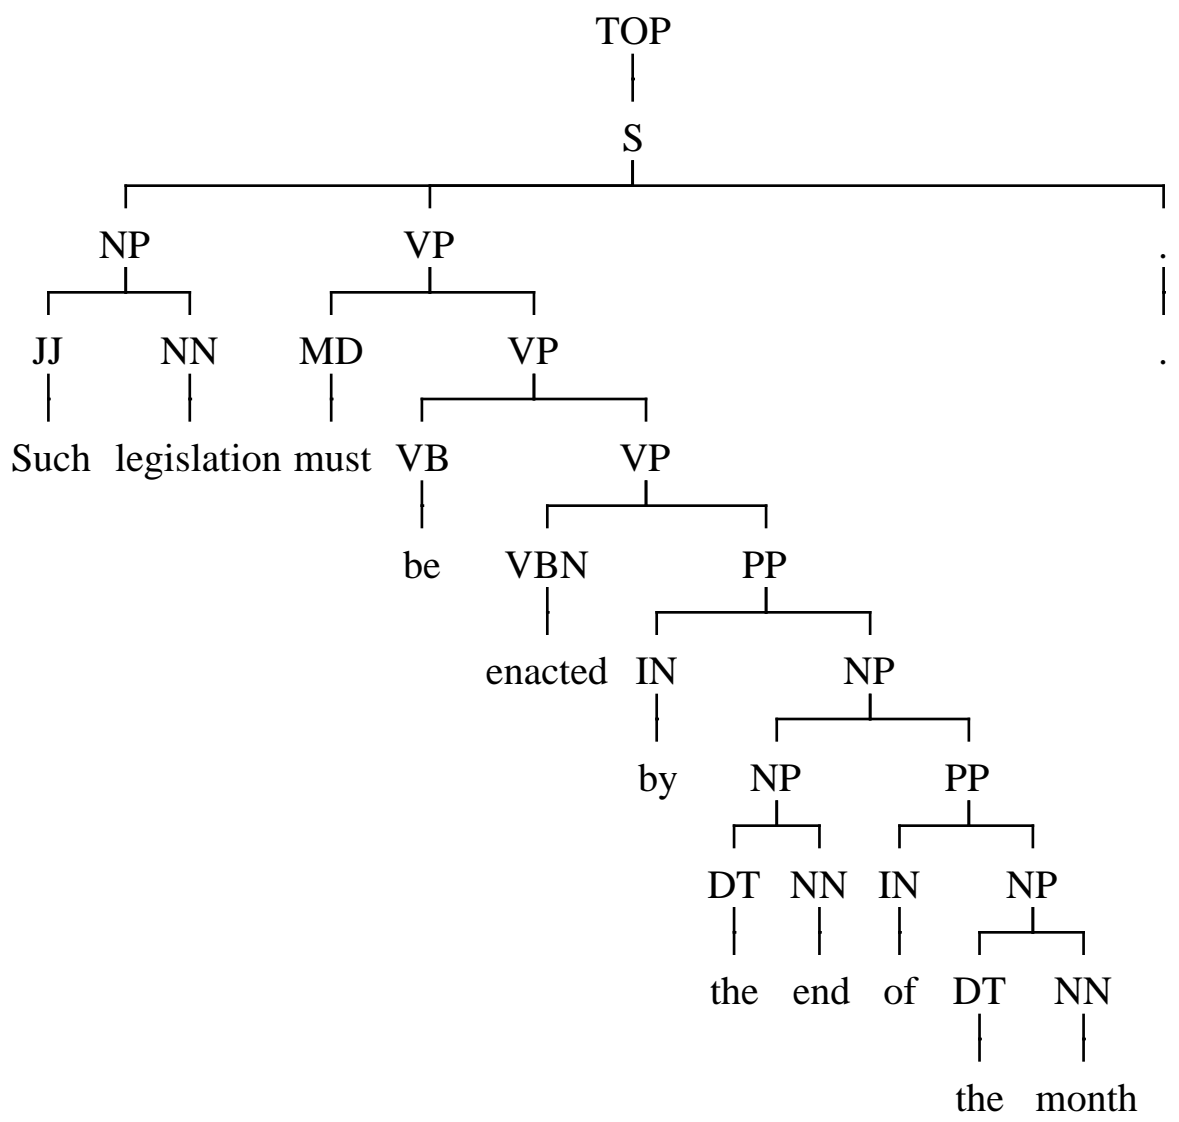 TOP
S
NP VP .
JJ NN MD VP .
Such legislation must VB VP
be VBN PP
enacted IN NP
by NP PP
DT NN IN NP
the end of DT NN
the month